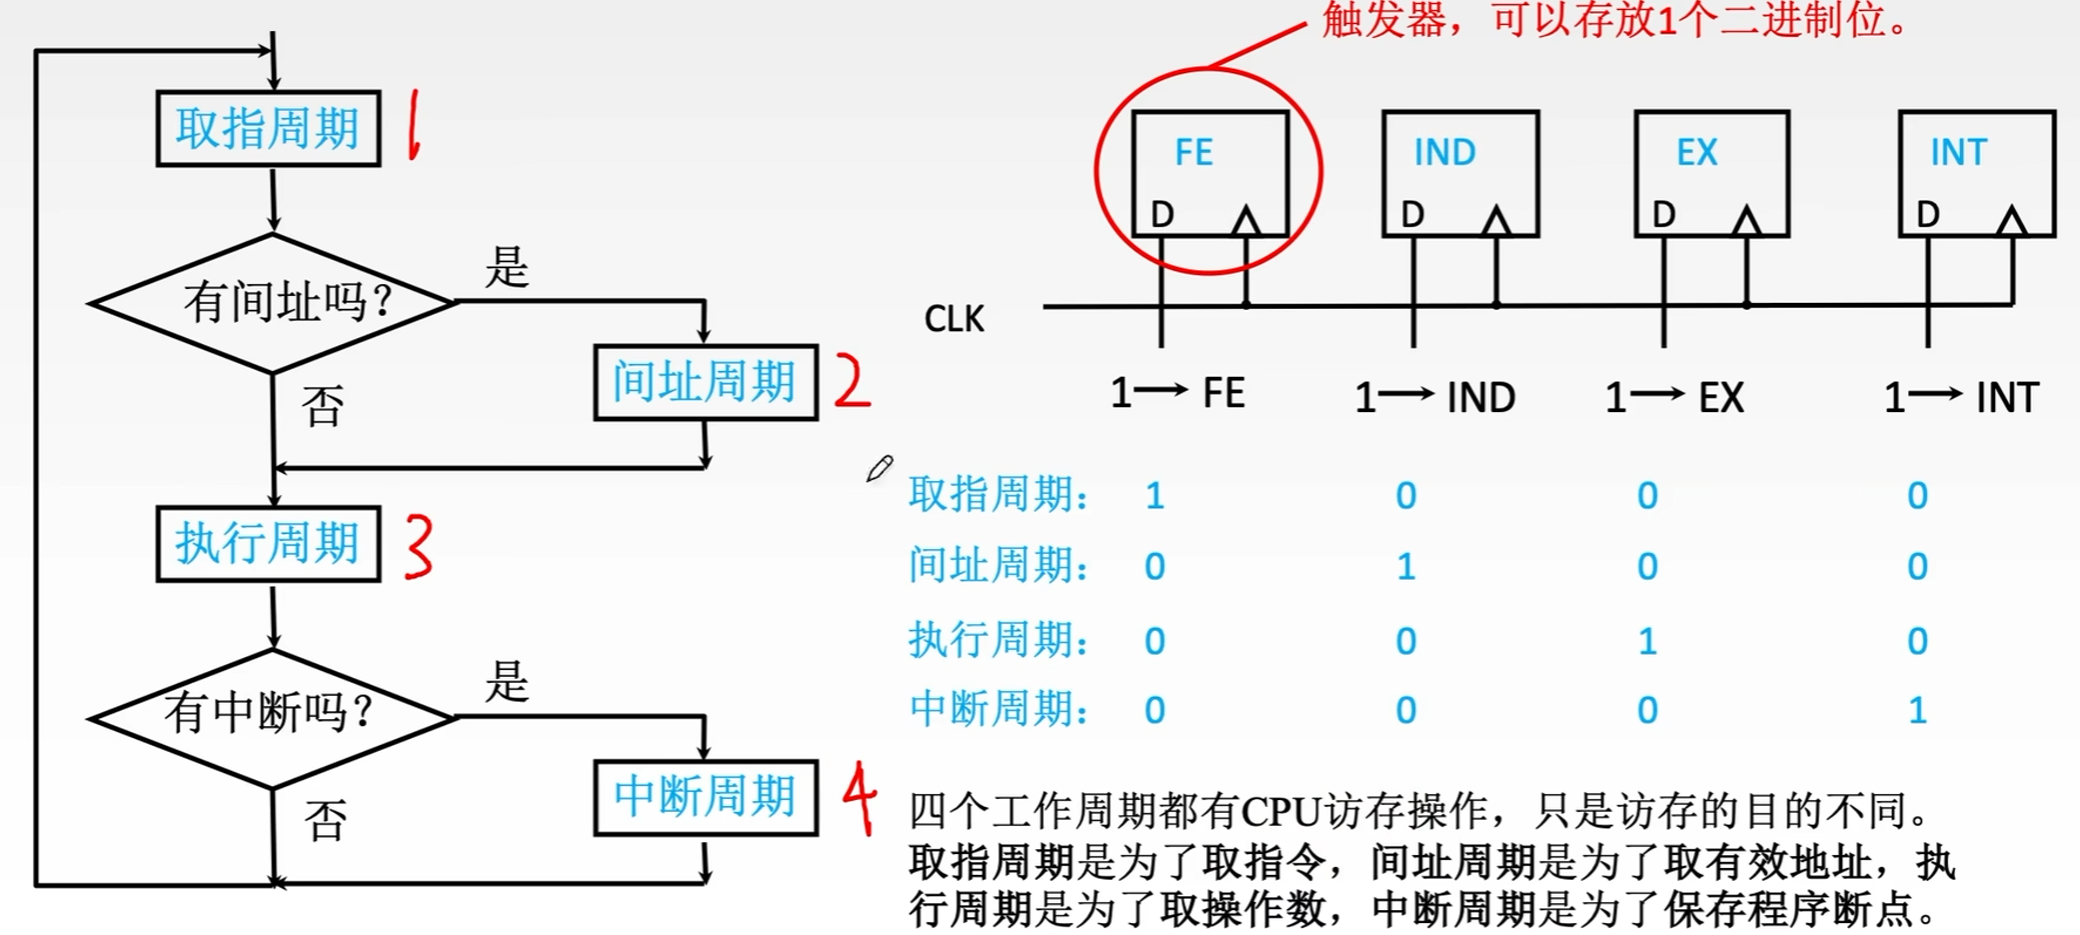 触发器，可以存放1个二进制位。
取指周期 1
有间址吗？
是
否
间址周期 2
执行周期 3
有中断吗？
是
否
中断周期 4
FE IND EX INT
D D D D
CLK
1→ FE 1→ IND 1→ EX 1→ INT
取指周期： 1 0 0 0
间址周期： 0 1 0 0
执行周期： 0 0 1 0
中断周期： 0 0 0 1
四个工作周期都有CPU访存操作，只是访存的目的不同。
取指周期是为了取指令，间址周期是为了取有效地址，执
行周期是为了取操作数，中断周期是为了保存程序断点。